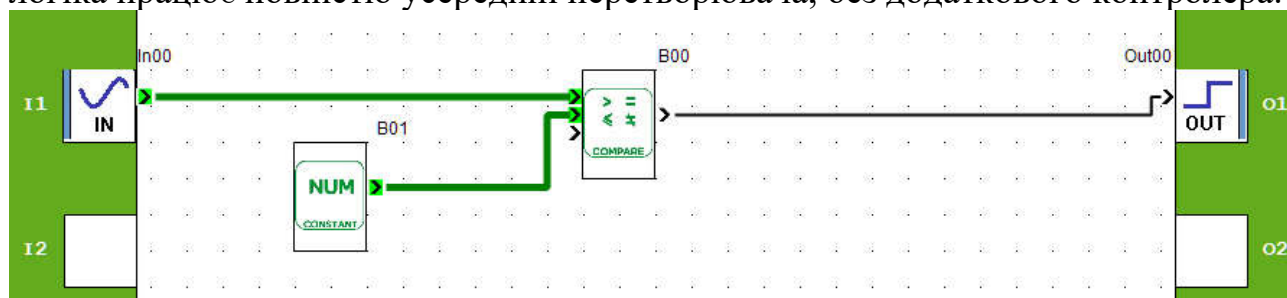 логіка працює повністю усередині перетворювача, без додаткового контролера.
In00 B00 Out00
I1 IN > = COMPARE OUT O1
B01
NUM
CONSTANT
I2 O2